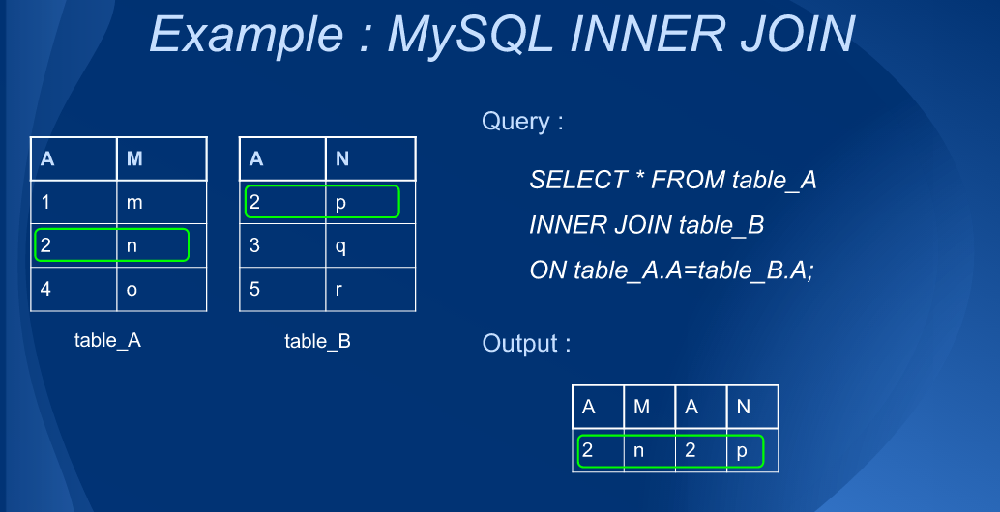 Example : MySQL INNER JOIN
A M
1 m
2 n
4 o
table_A
A N
2 p
3 q
5 r
table_B
Query :
SELECT * FROM table_A
INNER JOIN table_B
ON table_A.A=table_B.A;
Output :
A M A N
2 n 2 p